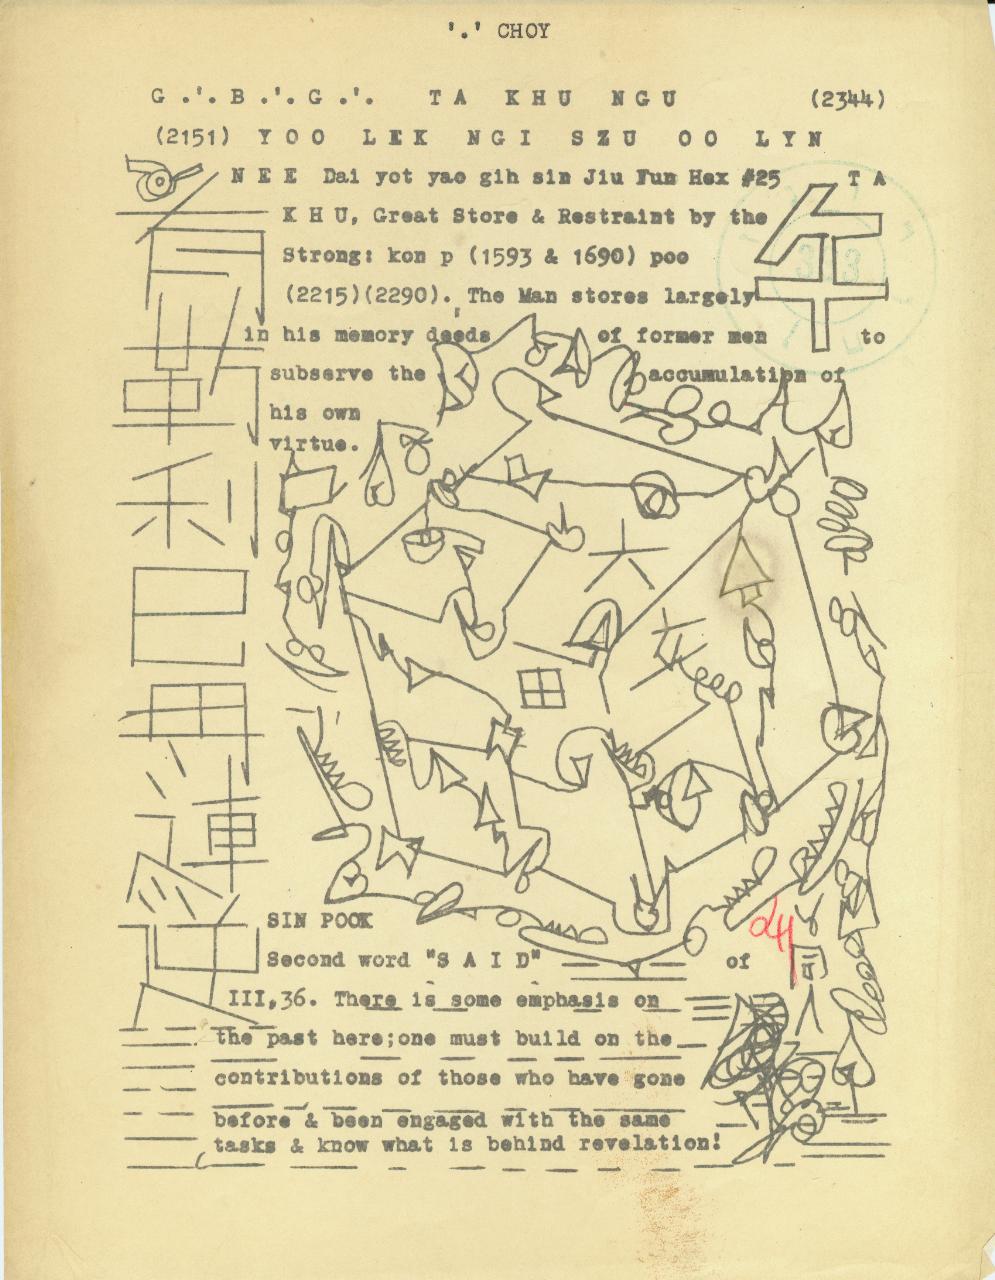 '.' CHOY
G .'. B .'. G .'. TA KHU NGU (2344)
(2151) YOO LEK NGI SZU OO LYN
NEE Dai yot yao gih sin Jiu Fun Hex #25 TA
KHU, Great Store & Restraint by the
Strong: kon p (1593 & 1690) poo
(2215)(2290). The Man stores largely
in his memory deeds of former men to
subserve the accumulation of
his own
virtue.
SIN POOK
Second word "S A I D" of
III,36. There is some emphasis on
the past here;one must build on the
contributions of those who have gone
before & been engaged with the same
tasks & know what is behind revelation!